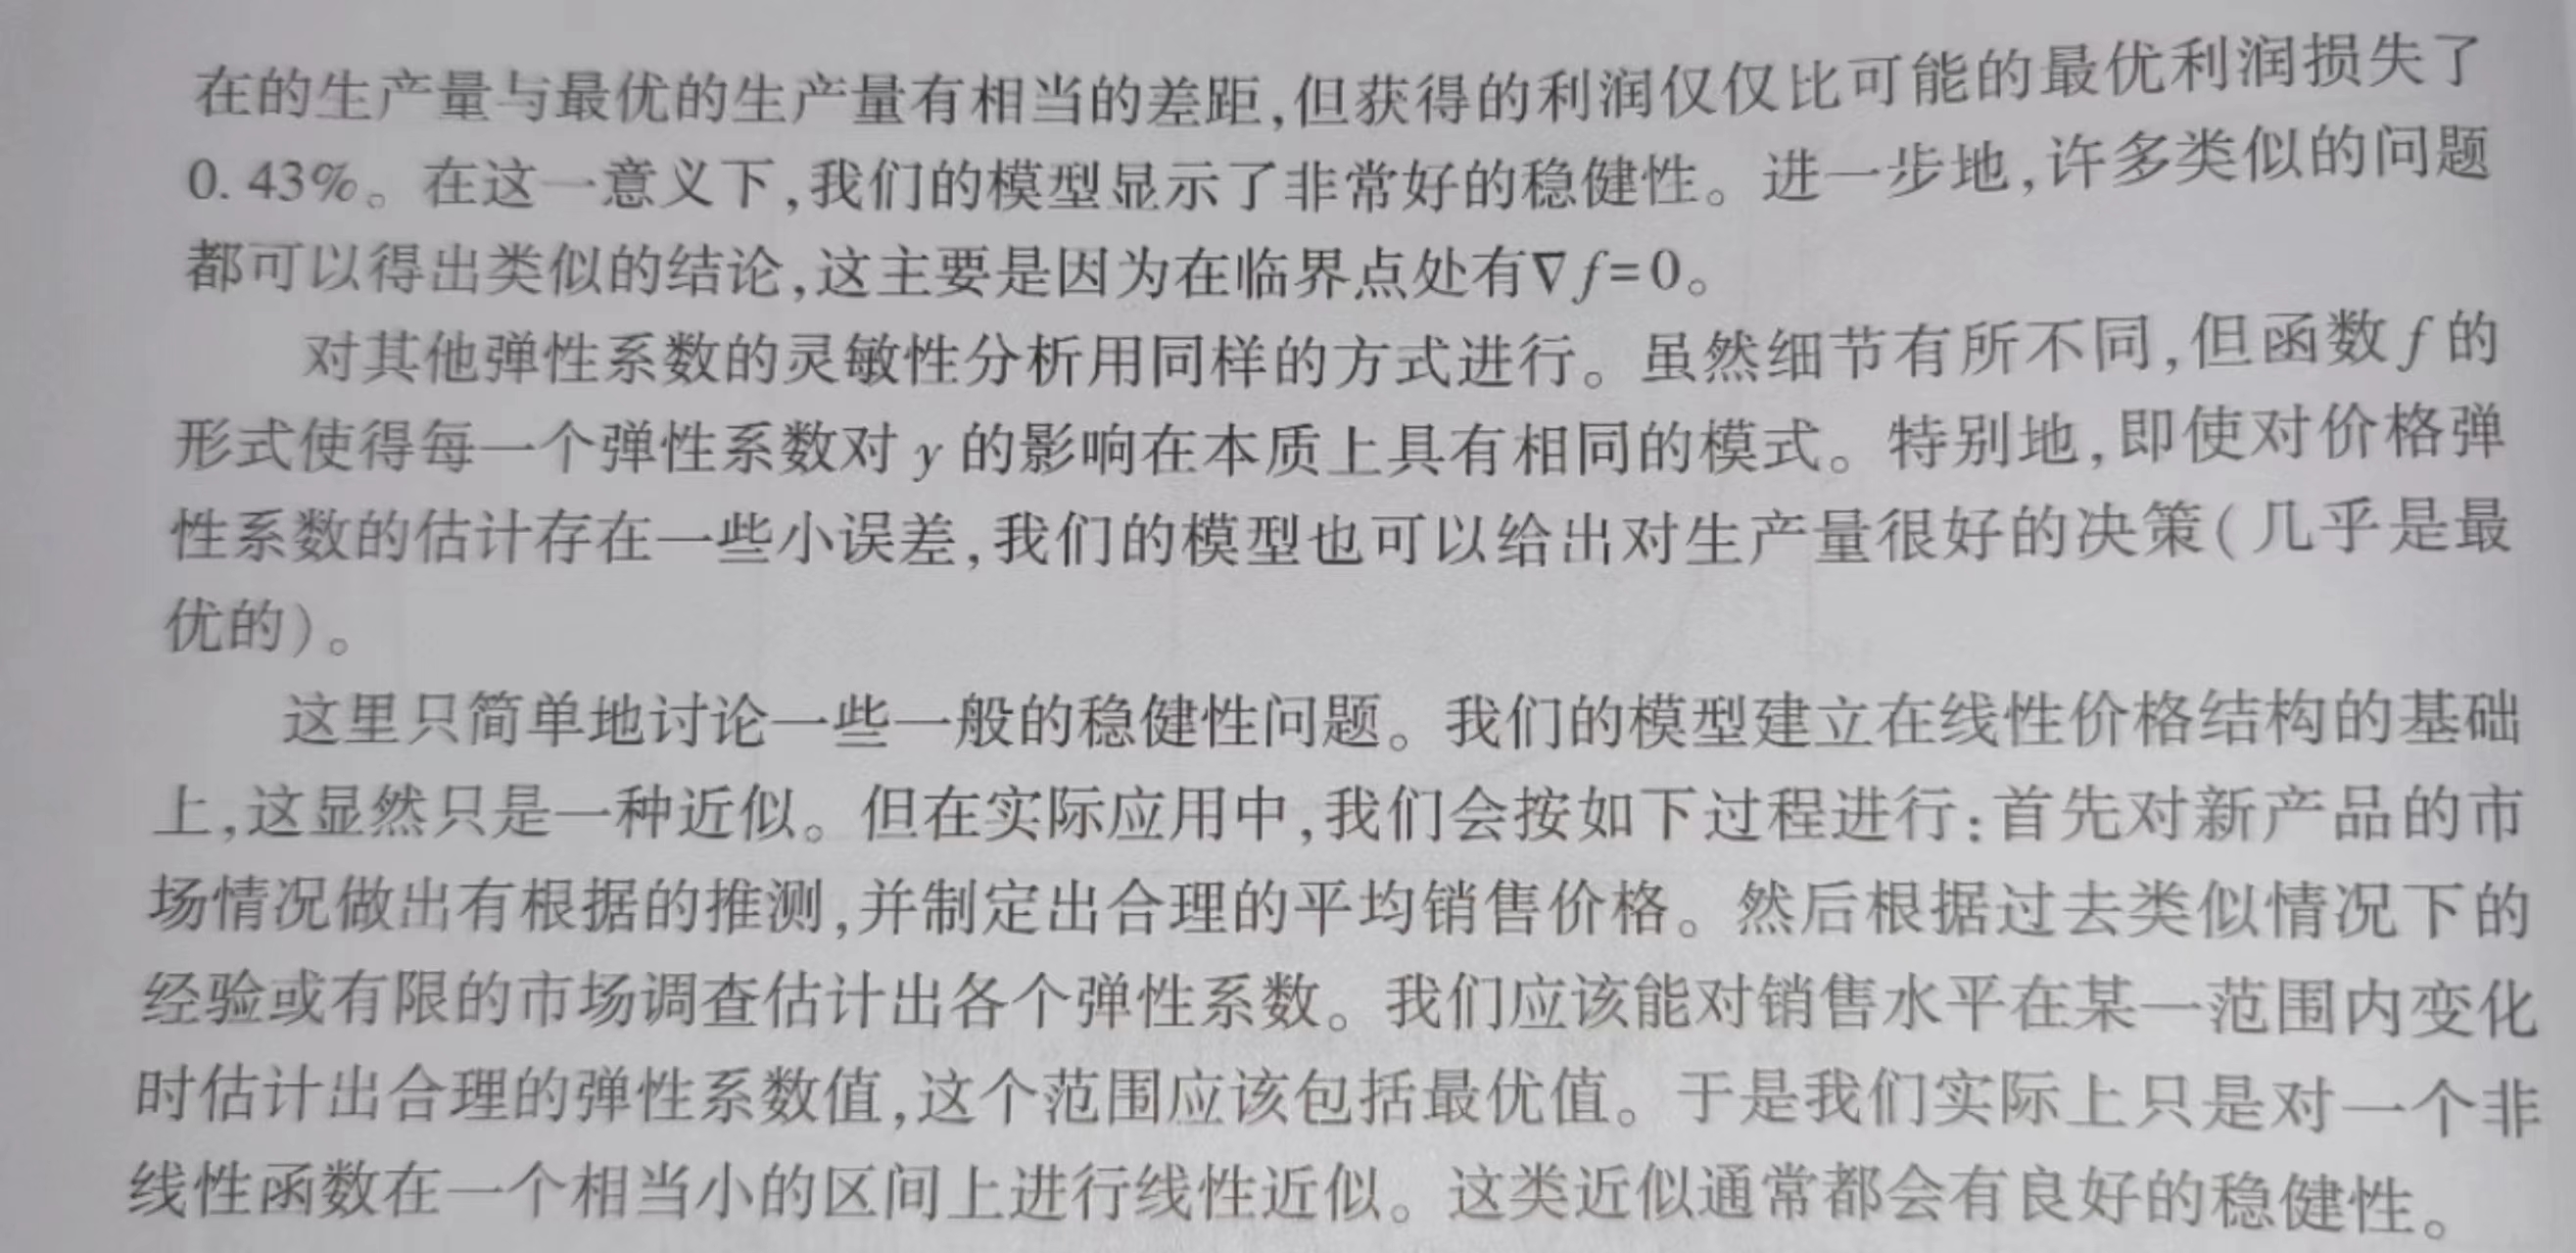 在的生产量与最优的生产量有相当的差距,但获得的利润仅仅比可能的最优利润损失了
0.43%。在这一意义下,我们的模型显示了非常好的稳健性。进一步地,许多类似的问题
都可以得出类似的结论,这主要是因为在临界点处有∇f=0。
对其他弹性系数的灵敏性分析用同样的方式进行。虽然细节有所不同,但函数f的
形式使得每一个弹性系数对y的影响在本质上具有相同的模式。特别地,即使对价格弹
性系数的估计存在一些小误差,我们的模型也可以给出对生产量很好的决策(几乎是最
优的)。
这里只简单地讨论一些一般的稳健性问题。我们的模型建立在线性价格结构的基础
上,这显然只是一种近似。但在实际应用中,我们会按如下过程进行:首先对新产品的市
场情况做出有根据的推测,并制定出合理的平均销售价格。然后根据过去类似情况下的
经验或有限的市场调查估计出各个弹性系数。我们应该能对销售水平在某一范围内变化
时估计出合理的弹性系数值,这个范围应该包括最优值。于是我们实际上只是对一个非
线性函数在一个相当小的区间上进行线性近似。这类近似通常都会有良好的稳健性。